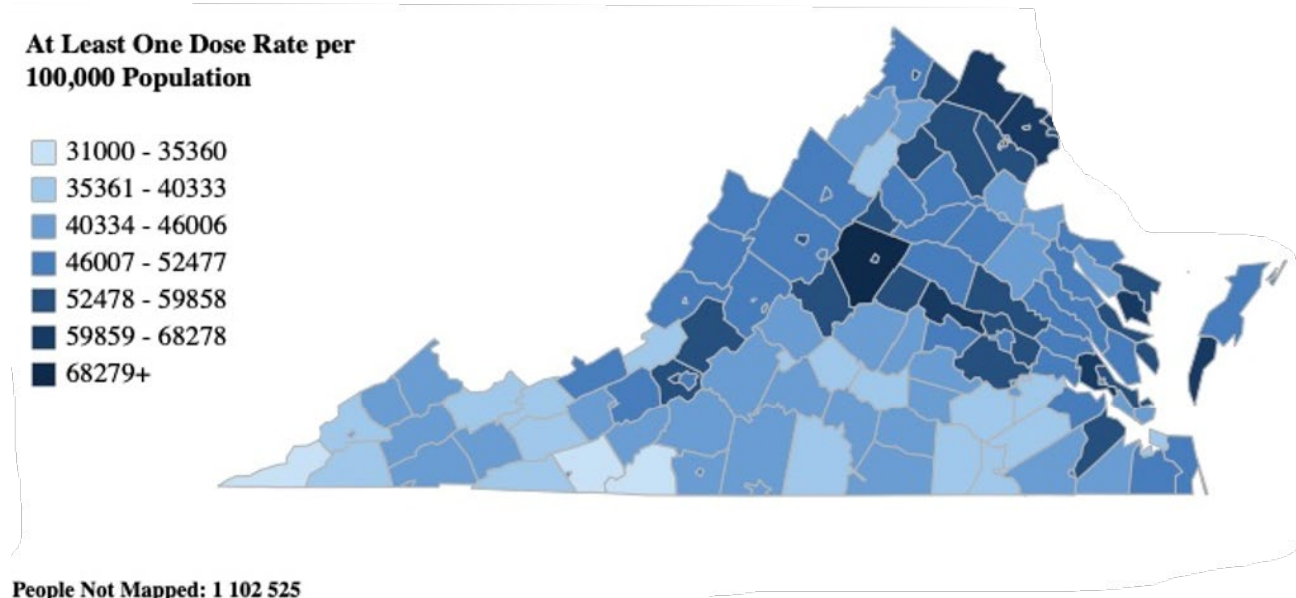 At Least One Dose Rate per
100,000 Population
31000 - 35360
35361 - 40333
40334 - 46006
46007 - 52477
52478 - 59858
59859 - 68278
68279+
People Not Mapped: 1 102 525